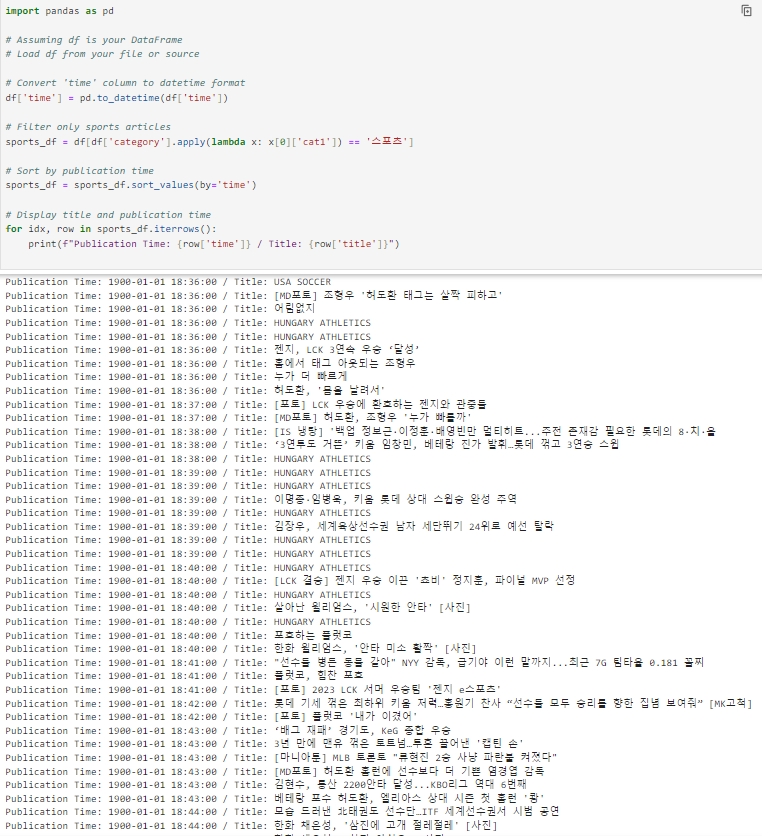 import pandas as pd
# Assuming df is your DataFrame
# Load df from your file or source
# Convert 'time' column to datetime format
df['time'] = pd.to_datetime(df['time'])
# Filter only sports articles
sports_df = df[df['category'].apply(lambda x: x[0]['cat1']) == '스포츠']
# Sort by publication time
sports_df = sports_df.sort_values(by='time')
# Display title and publication time
for idx, row in sports_df.iterrows():
    print(f"Publication Time: {row['time']} / Title: {row['title']}")
Publication Time: 1900-01-01 18:36:00 / Title: USA SOCCER
Publication Time: 1900-01-01 18:36:00 / Title: [MD포토] 조형우 '허도환 태그는 살짝 피하고'
Publication Time: 1900-01-01 18:36:00 / Title: 어림없지
Publication Time: 1900-01-01 18:36:00 / Title: HUNGARY ATHLETICS
Publication Time: 1900-01-01 18:36:00 / Title: HUNGARY ATHLETICS
Publication Time: 1900-01-01 18:36:00 / Title: 젠지, LCK 3연속 우승 ‘달성’
Publication Time: 1900-01-01 18:36:00 / Title: 홈에서 태그 아웃되는 조형우
Publication Time: 1900-01-01 18:36:00 / Title: 누가 더 빠르게
Publication Time: 1900-01-01 18:36:00 / Title: 허도환, '몸을 날려서'
Publication Time: 1900-01-01 18:37:00 / Title: [포토] LCK 우승에 환호하는 젠지와 관중들
Publication Time: 1900-01-01 18:37:00 / Title: [MD포토] 허도환, 조형우 '누가 빠를까'
Publication Time: 1900-01-01 18:38:00 / Title: [IS 냉탕] '백업 정보근·이정훈·배영빈만 멀티히트...주전 존재감 필요한 롯데의 8·치·올
Publication Time: 1900-01-01 18:38:00 / Title: ‘3연투도 거뜬’ 키움 임창민, 베테랑 진가 발휘…롯데 꺾고 3연승 스윕
Publication Time: 1900-01-01 18:38:00 / Title: HUNGARY ATHLETICS
Publication Time: 1900-01-01 18:39:00 / Title: HUNGARY ATHLETICS
Publication Time: 1900-01-01 18:39:00 / Title: HUNGARY ATHLETICS
Publication Time: 1900-01-01 18:39:00 / Title: 이명종·임병욱, 키움 롯데 상대 스윕승 완성 주역
Publication Time: 1900-01-01 18:39:00 / Title: HUNGARY ATHLETICS
Publication Time: 1900-01-01 18:39:00 / Title: 김장우, 세계육상선수권 남자 세단뛰기 24위로 예선 탈락
Publication Time: 1900-01-01 18:39:00 / Title: HUNGARY ATHLETICS
Publication Time: 1900-01-01 18:39:00 / Title: HUNGARY ATHLETICS
Publication Time: 1900-01-01 18:40:00 / Title: HUNGARY ATHLETICS
Publication Time: 1900-01-01 18:40:00 / Title: [LCK 결승] 젠지 우승 이끈 '쵸비' 정지훈, 파이널 MVP 선정
Publication Time: 1900-01-01 18:40:00 / Title: HUNGARY ATHLETICS
Publication Time: 1900-01-01 18:40:00 / Title: 살아난 윌리엄스, '시원한 안타' [사진]
Publication Time: 1900-01-01 18:40:00 / Title: HUNGARY ATHLETICS
Publication Time: 1900-01-01 18:40:00 / Title: 포효하는 플럿코
Publication Time: 1900-01-01 18:40:00 / Title: 한화 윌리엄스, '안타 미소 활짝' [사진]
Publication Time: 1900-01-01 18:41:00 / Title: "선수들 병든 동물 같아" NYY 감독, 급기야 이런 말까지...최근 7G 팀타율 0.181 꼴찌
Publication Time: 1900-01-01 18:41:00 / Title: 플럿코, 힘찬 포효
Publication Time: 1900-01-01 18:41:00 / Title: [포토] 2023 LCK 서머 우승팀 '젠지 e스포츠'
Publication Time: 1900-01-01 18:42:00 / Title: 롯데 기세 꺾은 최하위 키움 저력…홍원기 찬사 “선수들 모두 승리를 향한 집념 보여줘” [MK고척]
Publication Time: 1900-01-01 18:42:00 / Title: [포토] 플럿코 '내가 이겼어'
Publication Time: 1900-01-01 18:43:00 / Title: ‘배그 재패’ 경기도, KeG 종합 우승
Publication Time: 1900-01-01 18:43:00 / Title: 3년 만에 맨유 꺾은 토트넘…투혼 끌어낸 '캡틴 손'
Publication Time: 1900-01-01 18:43:00 / Title: [마니아툰] MLB 토론토 "류현진 2승 사냥 파란불 켜졌다"
Publication Time: 1900-01-01 18:43:00 / Title: [MD포토] 허도환 홈런에 선수보다 더 기쁜 염경엽 감독
Publication Time: 1900-01-01 18:43:00 / Title: 김현수, 통산 2200안타 달성...KBO리그 역대 6번째
Publication Time: 1900-01-01 18:43:00 / Title: 베테랑 포수 허도환, 엘리아스 상대 시즌 첫 홈런 '쾅'
Publication Time: 1900-01-01 18:44:00 / Title: 모습 드러낸 北태권도 선수단…ITF 세계선수권서 시범 공연
Publication Time: 1900-01-01 18:44:00 / Title: 한화 채은성, '삼진에 고개 절레절레' [사진]